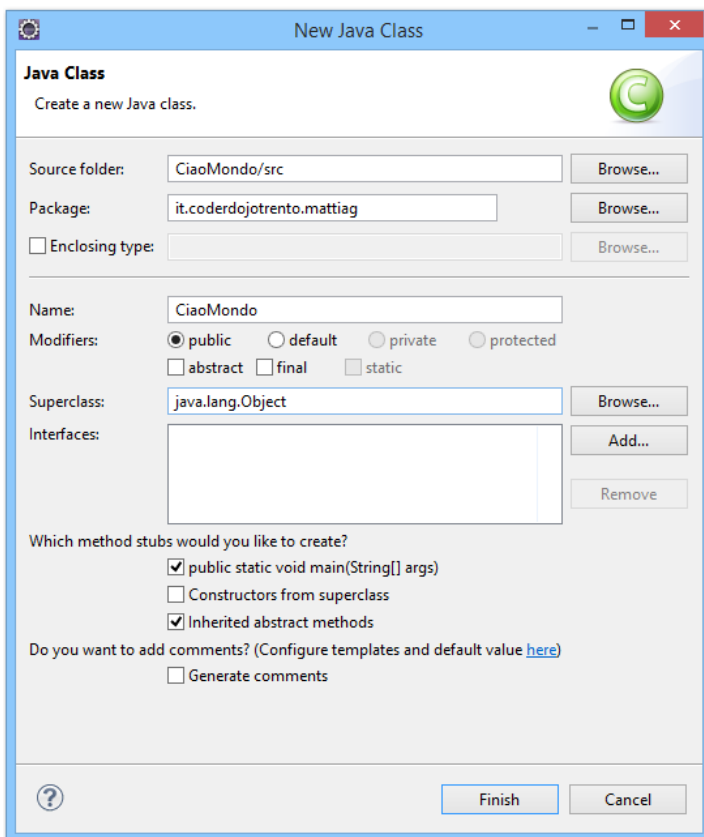 New Java Class
Java Class
Create a new Java class.
C
Source folder: CiaoMondo/src Browse...
Package: it.coderdojotrento.mattiag Browse...
Enclosing type: Browse...
Name: CiaoMondo
Modifiers: public default private protected
abstract final static
Superclass: java.lang.Object Browse...
Interfaces: Add...
Remove
Which method stubs would you like to create?
public static void main(String[] args)
Constructors from superclass
Inherited abstract methods
Do you want to add comments? (Configure templates and default value here)
Generate comments
? Finish Cancel